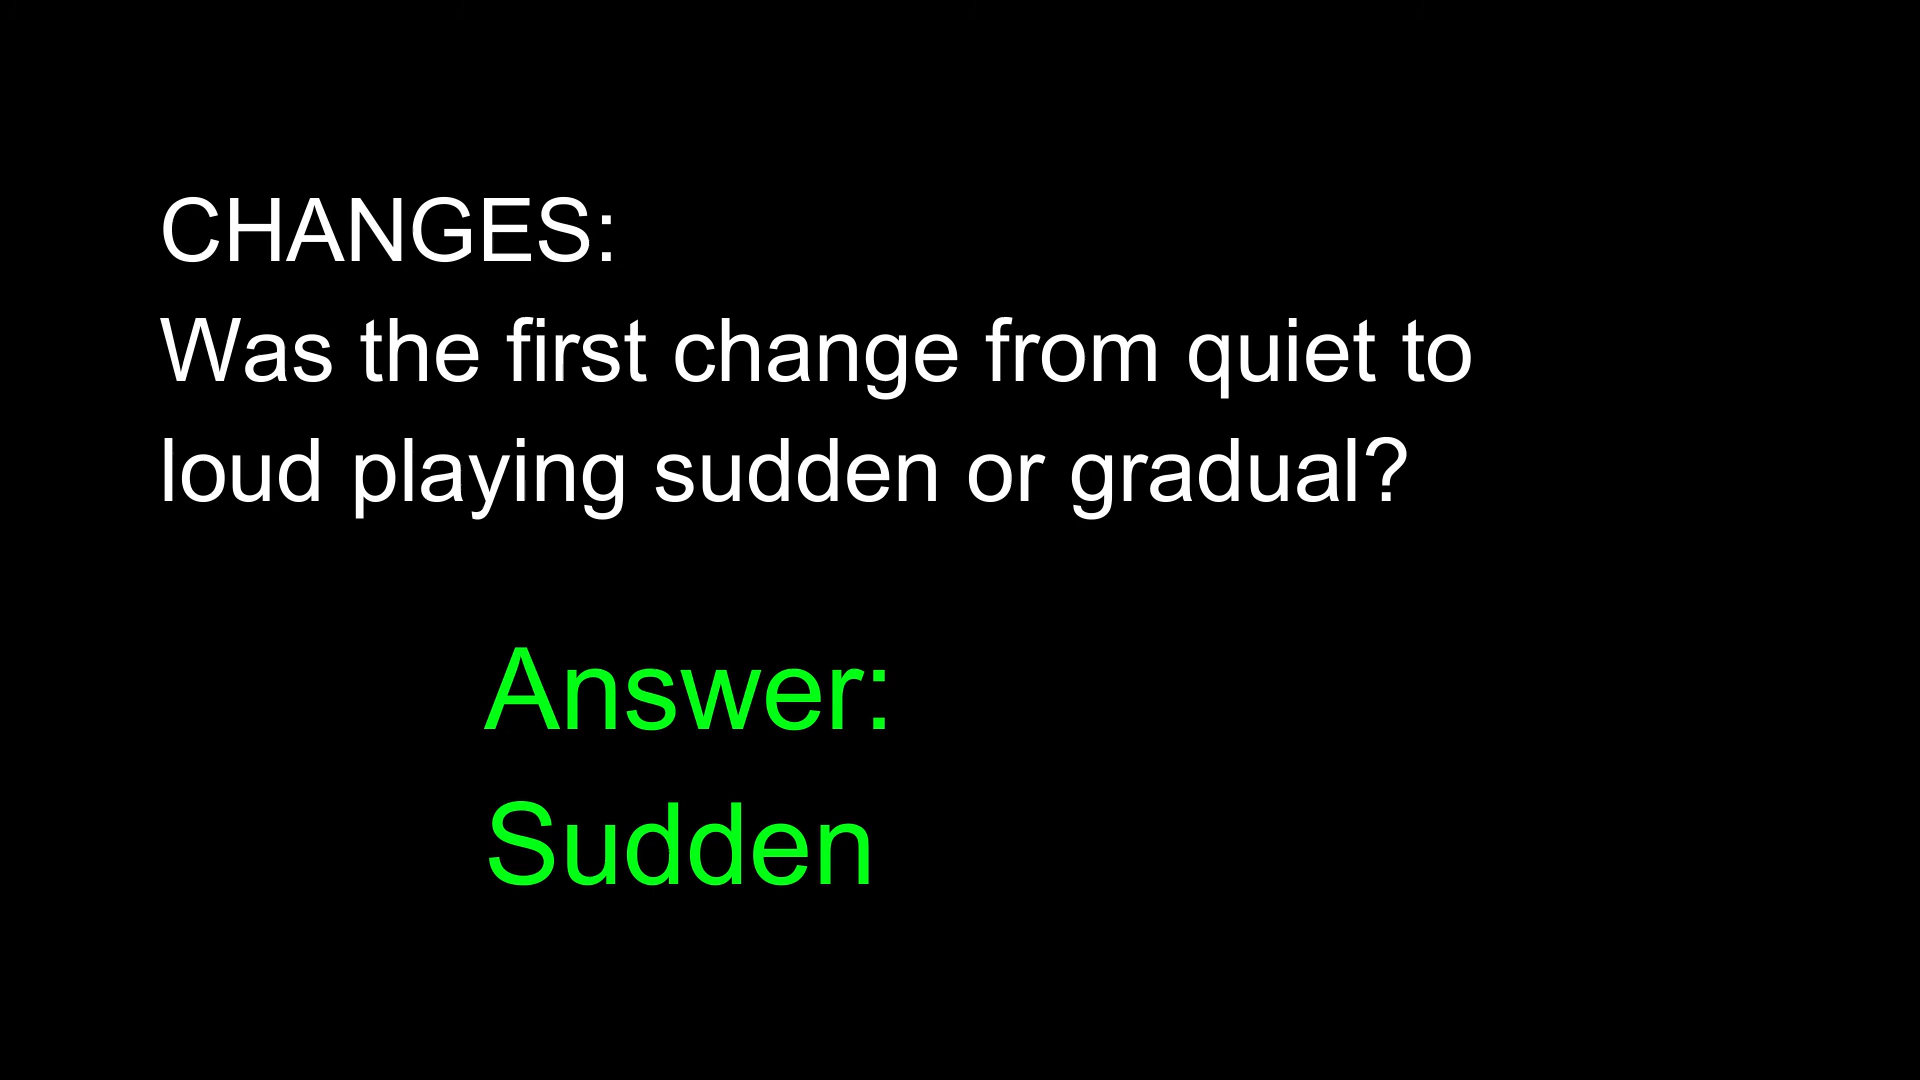 CHANGES:
Was the first change from quiet to
loud playing sudden or gradual?
Answer:
Sudden